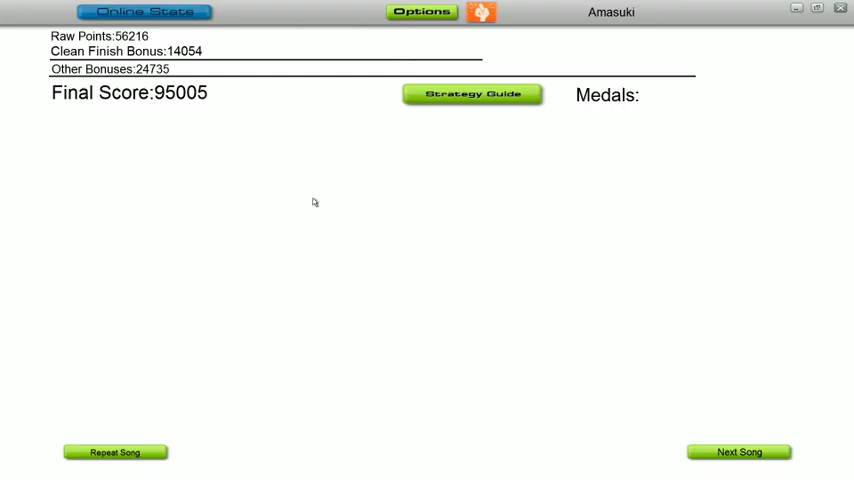 Online Stats
Options
Amasuki
Raw Points:56216
Clean Finish Bonus:14054
Other Bonuses:24735
Final Score:95005
Strategy Guide
Medals:
Repeat Song
Next Song